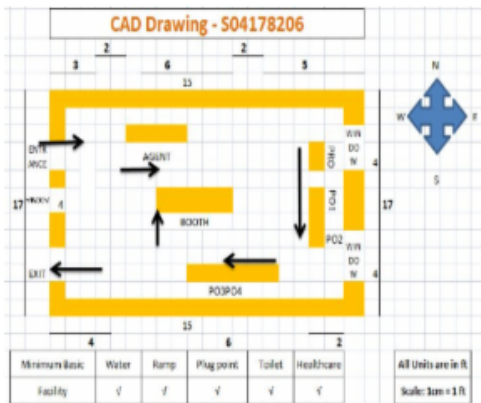 CAD Drawing - S04178206
2 2
3 6 5
15
N
W E
S
ENTR
ANCE
AGENT
PRO
WIN
DO
W
4
17
4
BOOTH
PO1
17
PO2
WIN
DO
W
4
EXIT
PO3PO4
15
4 6 2
Minimum Basic Water Ramp Plug point Toilet Healthcare
Facility √ √ √ √ √
All Units are in ft
Scale: 1cm = 1 ft